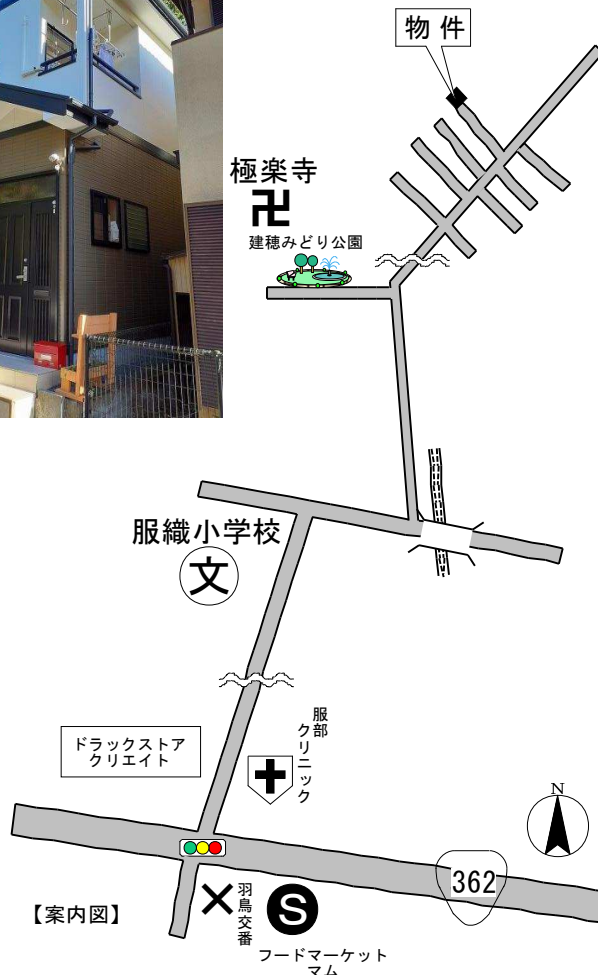 物件
極楽寺
建穂みどり公園
服織小学校
文
ドラックストア
クリエイト
服部
クリニック
N
362
【案内図】
羽鳥交番
S
フードマーケット
マム